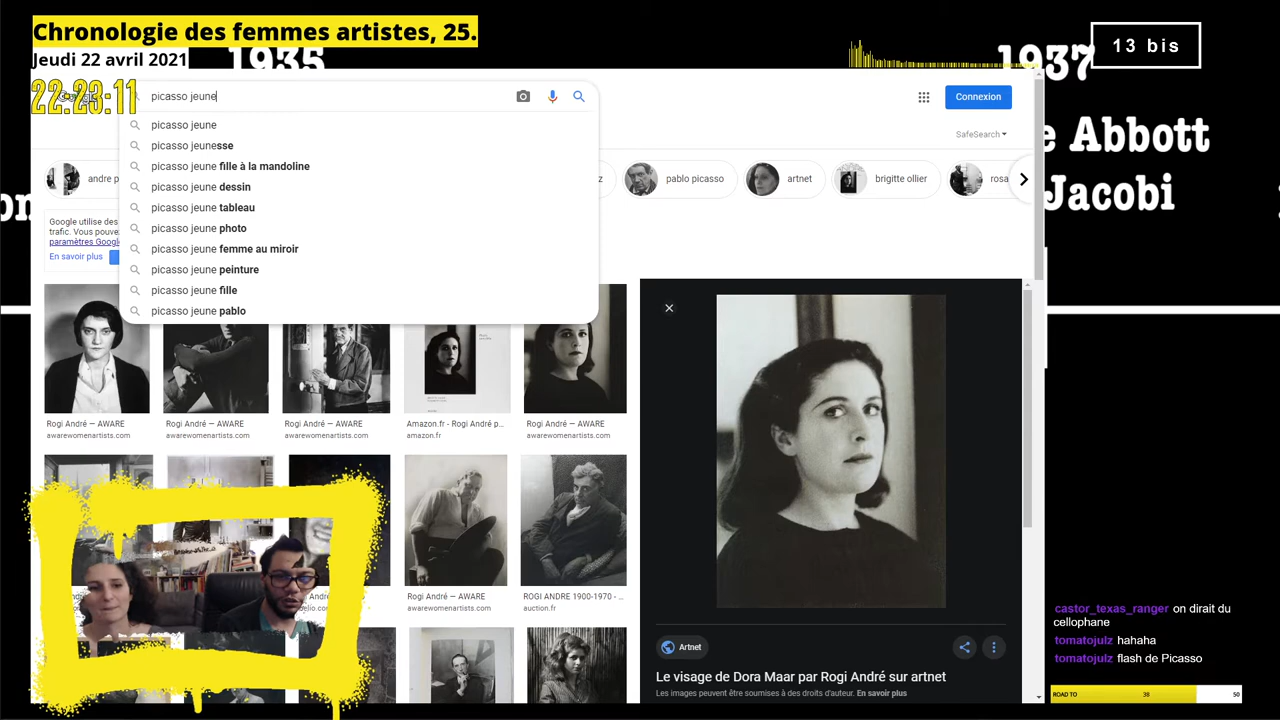 Chronologie des femmes artistes, 25.
Jeudi 22 avril 2021
1935
1937
13 bis
22:23:11
picasso jeune
Connexion
SafeSearch
picasso jeune
picasso jeunesse
picasso jeune fille à la mandoline
picasso jeune dessin
picasso jeune tableau
picasso jeune photo
picasso jeune femme au miroir
picasso jeune peinture
picasso jeune fille
picasso jeune pablo
andre p
z
pablo picasso
artnet
brigitte ollier
rosa
e Abbott
Jacobi
on
Google utilise des
trafic. Vous pouve
paramètres Google
En savoir plus
Rogi André — AWARE
awarewomenartists.com
Rogi André — AWARE
awarewomenartists.com
Rogi André — AWARE
awarewomenartists.com
Amazon.fr - Rogi André p...
amazon.fr
Rogi André — AWARE
awarewomenartists.com
Rogi André — AWARE
awarewomenartists.com
ROGI ANDRE 1900-1970 - ...
auction.fr
Artnet
Le visage de Dora Maar par Rogi André sur artnet
Les images peuvent être soumises à des droits d'auteur. En savoir plus
castor_texas_ranger on dirait du
cellophane
tomatojulz hahaha
tomatojulz flash de Picasso
ROAD TO 38 50